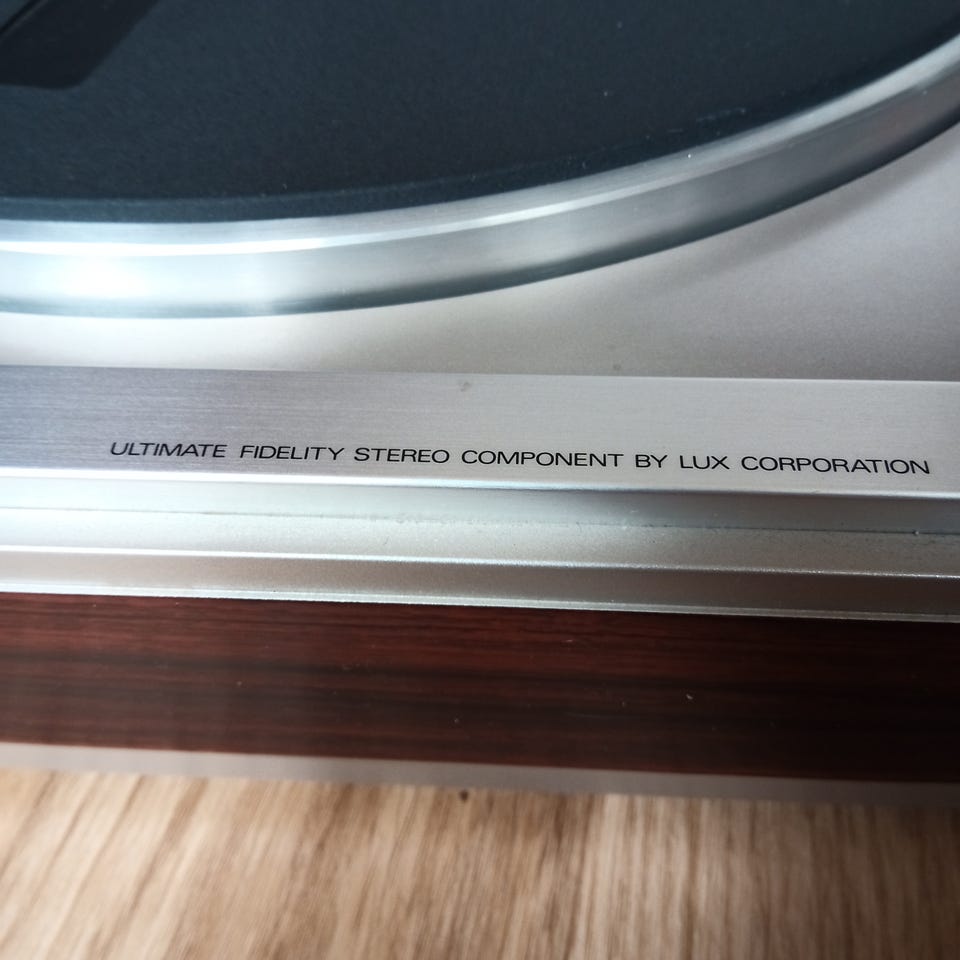 ULTIMATE FIDELITY STEREO COMPONENT BY LUX CORPORATION